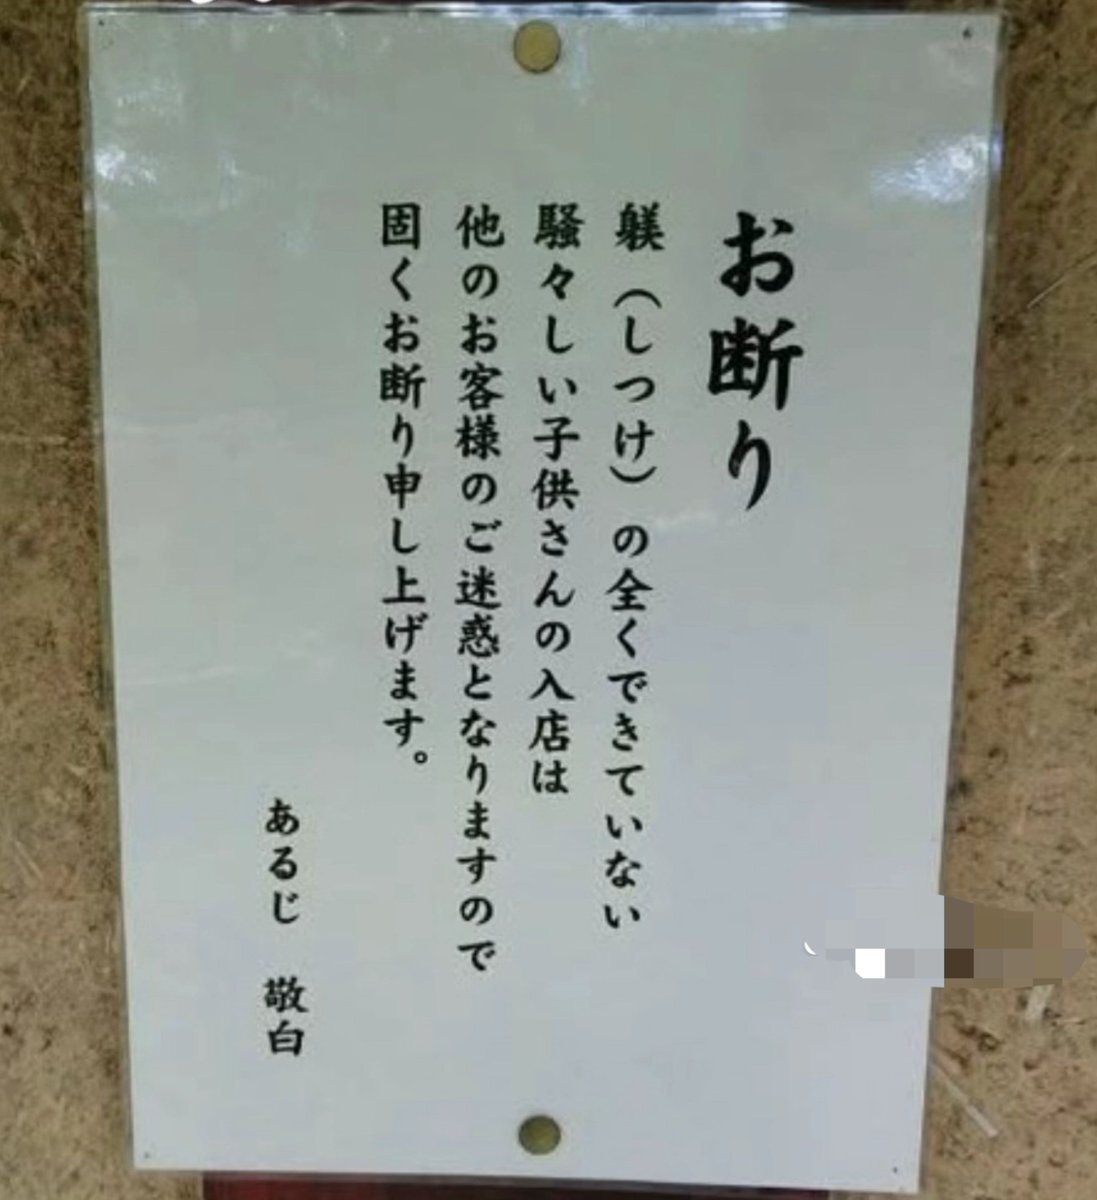 お断り
躾（しつけ）の全くできていない
騒々しい子供さんの入店は
他のお客様のご迷惑となりますので
固くお断り申し上げます。
あるじ　敬白